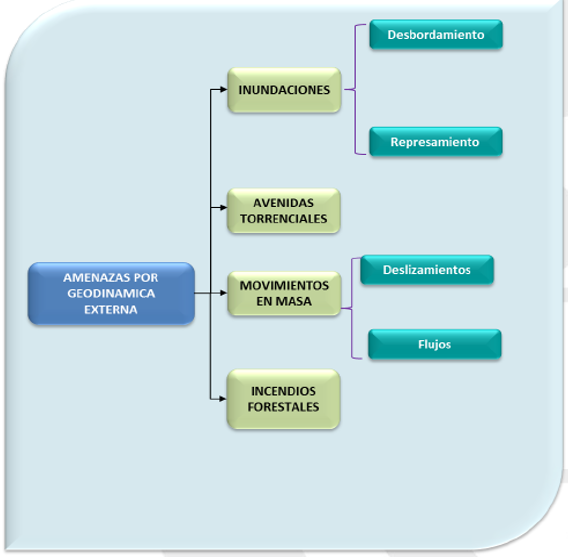 Desbordamiento
INUNDACIONES
Represamiento
AVENIDAS
TORRENCIALES
AMENAZAS POR
GEODINAMICA
EXTERNA
MOVIMIENTOS
EN MASA
Deslizamientos
Flujos
INCENDIOS
FORESTALES